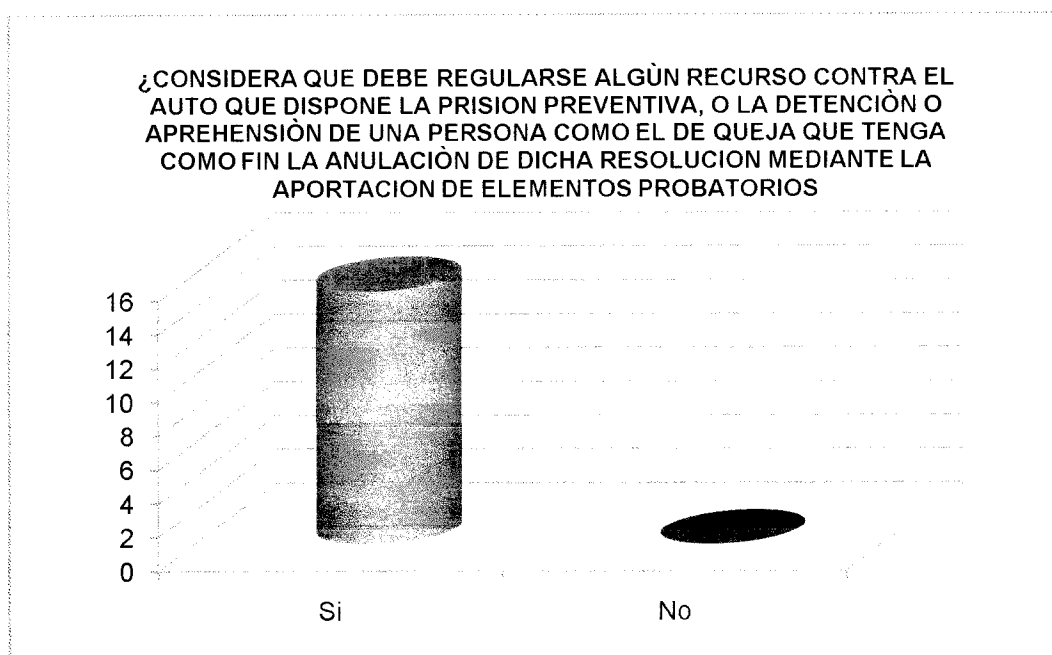 ¿CONSIDERA QUE DEBE REGULARSE ALGÙN RECURSO CONTRA EL
AUTO QUE DISPONE LA PRISION PREVENTIVA, O LA DETENCIÒN O
APREHENSIÒN DE UNA PERSONA COMO EL DE QUEJA QUE TENGA
COMO FIN LA ANULACIÒN DE DICHA RESOLUCION MEDIANTE LA
APORTACION DE ELEMENTOS PROBATORIOS
16
14
12
10
8
6
4
2
0
Si
No